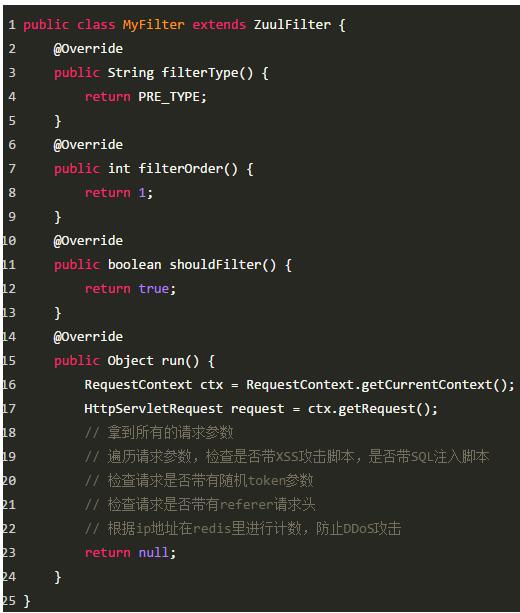 1 public class MyFilter extends ZuulFilter {
2     @Override
3     public String filterType() {
4         return PRE_TYPE;
5     }
6     @Override
7     public int filterOrder() {
8         return 1;
9     }
10     @Override
11     public boolean shouldFilter() {
12         return true;
13     }
14     @Override
15     public Object run() {
16         RequestContext ctx = RequestContext.getCurrentContext();
17         HttpServletRequest request = ctx.getRequest();
18         // 拿到所有的请求参数
19         // 遍历请求参数，检查是否带XSS攻击脚本，是否带SQL注入脚本
20         // 检查请求是否带有随机token参数
21         // 检查请求是否带有referer请求头
22         // 根据ip地址在redis里进行计数，防止DDoS攻击
23         return null;
24     }
25 }